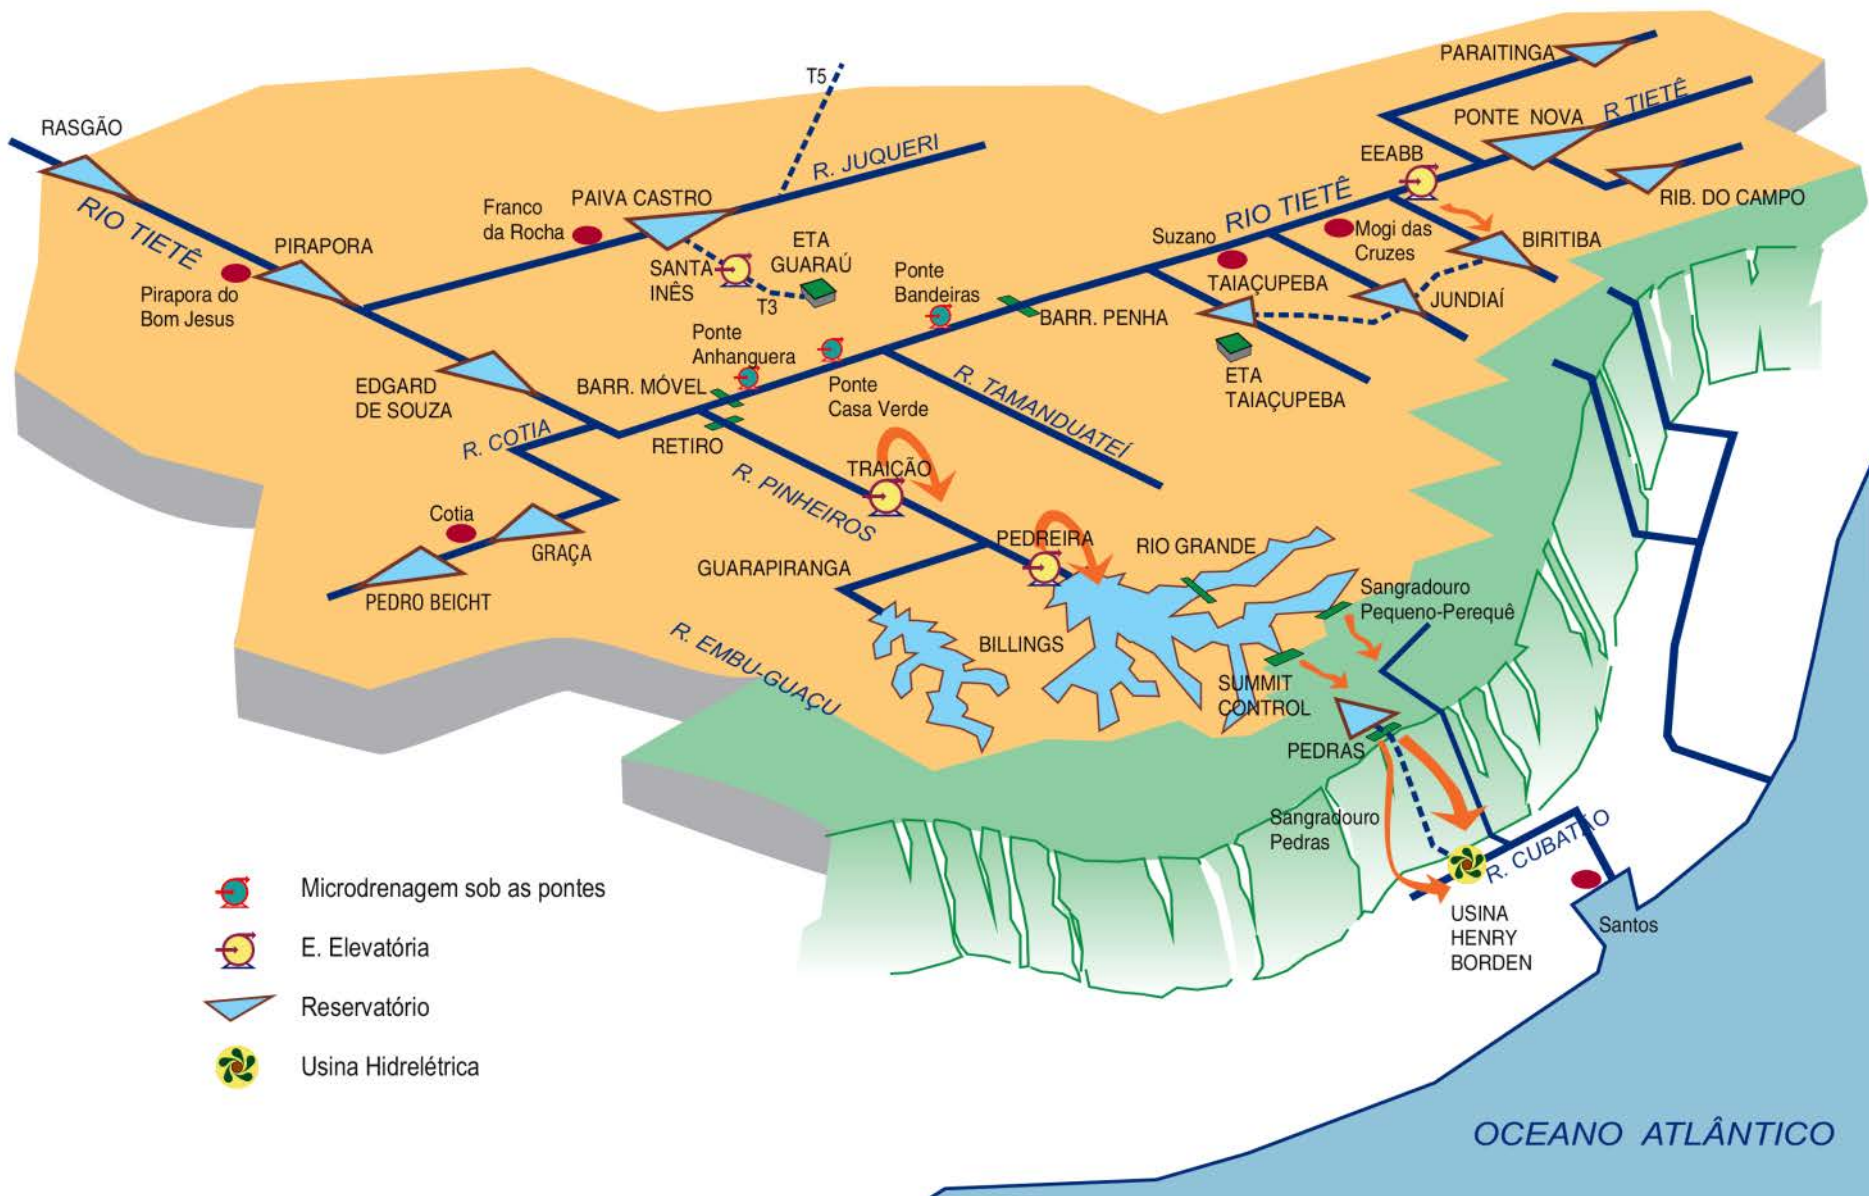 T5
PARAITINGA
R TIETÊ
PONTE NOVA
RASGÃO
R. JUQUERI
EEABB
PAIVA CASTRO
Franco
da Rocha
RIO TIETÊ
RIB. DO CAMPO
RIO TIETÊ
PIRAPORA
Suzano
Mogi das
Cruzes
BIRITIBA
ETA
GUARAÚ
SANTA
INÊS
T3
Ponte
Bandeiras
TAIAÇUPEBA
JUNDIAÍ
Pirapora do
Bom Jesus
BARR. PENHA
Ponte
Anhanguera
BARR. MÓVEL
ETA
TAIAÇUPEBA
EDGARD
DE SOUZA
Ponte
Casa Verde
R. TAMANDUATEÍ
R. COTIA
RETIRO
TRAIÇÃO
R. PINHEIROS
Cotia
GRAÇA
PEDREIRA
RIO GRANDE
GUARAPIRANGA
PEDRO BEICHT
Sangradouro
Pequeno-Perequê
BILLINGS
R. EMBU-GUAÇU
SUMMIT
CONTROL
PEDRAS
Sangradouro
Pedras
R. CUBATÃO
USINA
HENRY
BORDEN
Santos
Microdrenagem sob as pontes
E. Elevatória
Reservatório
Usina Hidrelétrica
OCEANO ATLÂNTICO